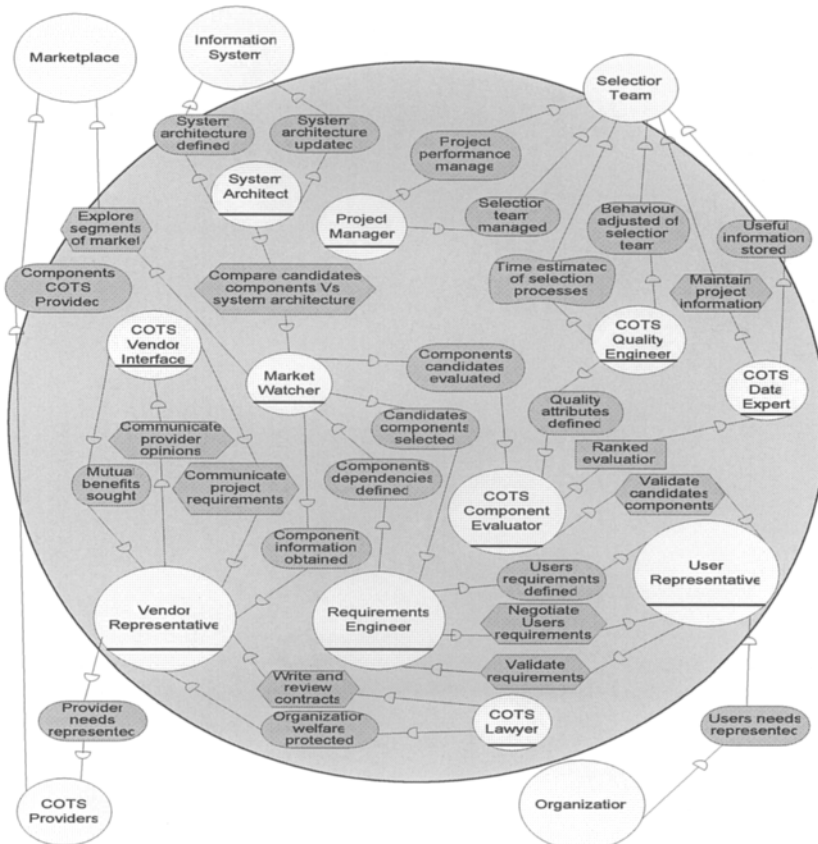 Marketplace
Information
System
Selection
Team
System
architecture
defined
System
architecture
updated
Project
performance
manage
System
Architect
Project
Manager
Selection
team
managed
Behaviour
adjusted of
selection
team
Useful
information
stored
Explore
segments
of market
Components
COTS
Provided
Compare candidates
components Vs
system architecture
Time estimated
of selection
processes
Maintain
project
information
COTS
Vendor
Interface
Market
Watcher
Components
candidates
evaluated
COTS
Quality
Engineer
COTS
Data
Expert
Quality
attributes
defined
Candidates
components
selected
Communicate
provider
opinions
Mutual
benefits
sought
Communicate
project
requirements
Components
dependencies
defined
Ranked
evaluation
Validate
candidates
components
COTS
Component
Evaluator
Component
information
obtained
Users
requirements
defined
User
Representative
Vendor
Representative
Requirements
Engineer
Negotiate
Users
requirements
Validate
requirements
Write and
review
contracts
Organization
welfare
protected
COTS
Lawyer
Provider
needs
represented
Users needs
represented
COTS
Providers
Organization